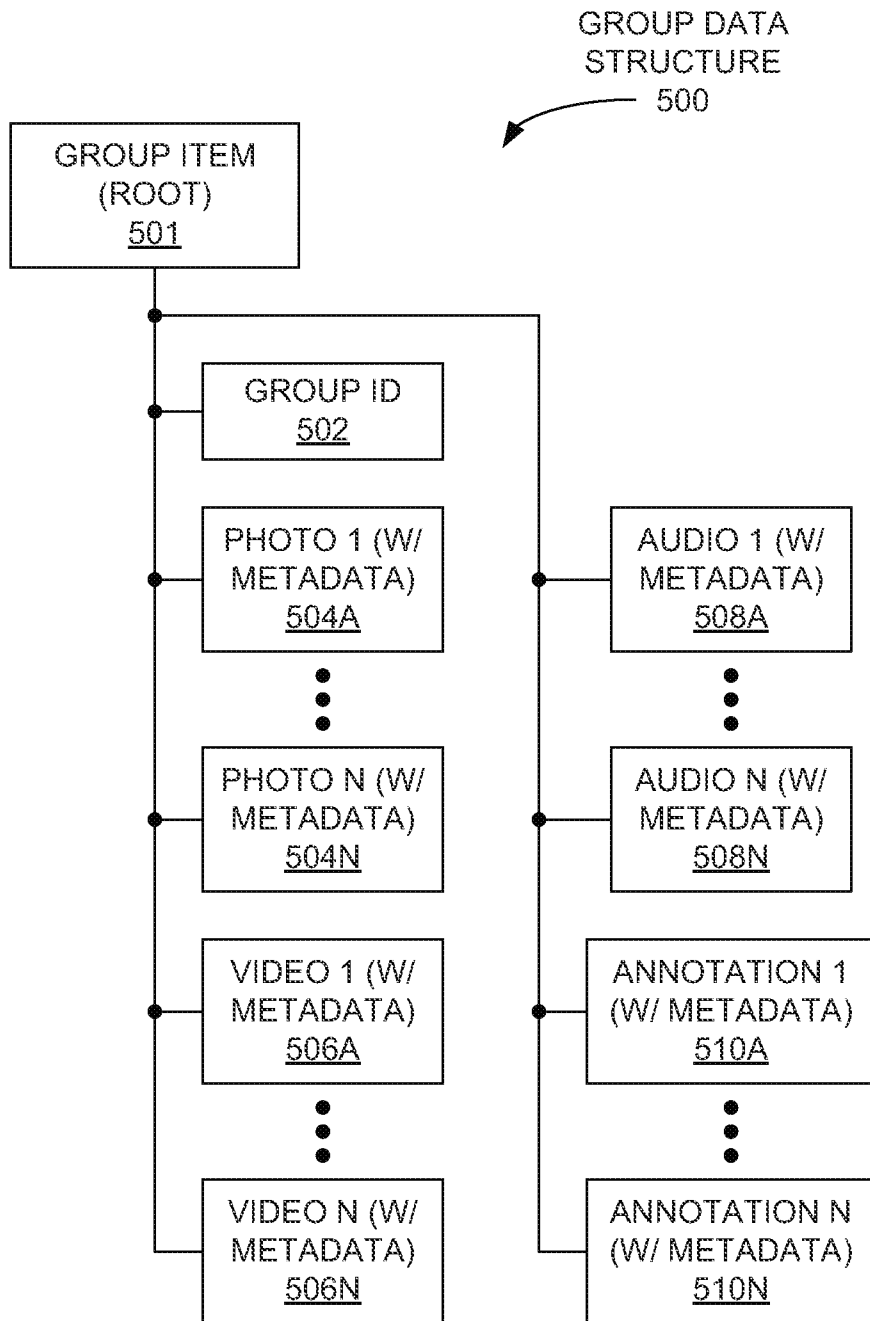 GROUP DATA
STRUCTURE
500
GROUP ITEM
(ROOT)
501
GROUP ID
502
PHOTO 1 (W/
METADATA)
504A
PHOTO N (W/
METADATA)
504N
VIDEO 1 (W/
METADATA)
506A
VIDEO N (W/
METADATA)
506N
AUDIO 1 (W/
METADATA)
508A
AUDIO N (W/
METADATA)
508N
ANNOTATION 1
(W/ METADATA)
510A
ANNOTATION N
(W/ METADATA)
510N